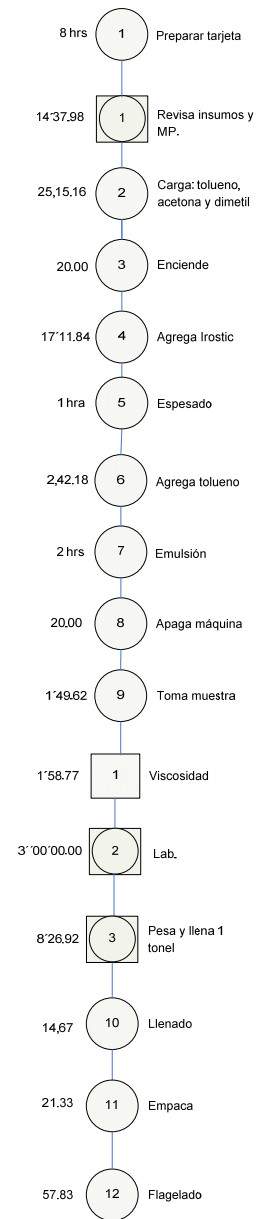 8 hrs 1 Preparar tarjeta
14´37.98 1 Revisa insumos y
MP.
25,15.16 2 Carga: tolueno,
acetona y dimetil
20.00 3 Enciende
17´11.84 4 Agrega Irostic
1 hra 5 Espesado
2,42.18 6 Agrega tolueno
2 hrs 7 Emulsión
20.00 8 Apaga máquina
1´49.62 9 Toma muestra
1´58.77 1 Viscosidad
3´00´00.00 2 Lab.
8´26.92 3 Pesa y llena 1
tonel
14,67 10 Llenado
21.33 11 Empaca
57.83 12 Flagelado